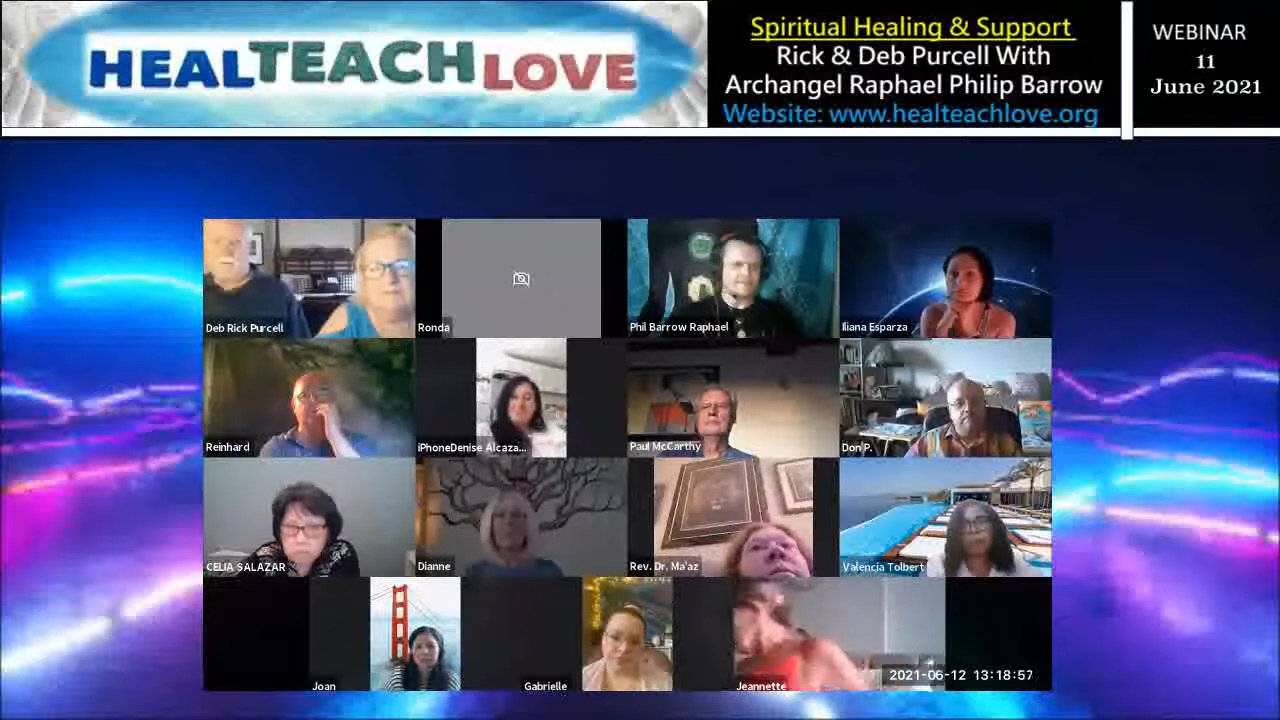 HEALTEACHLOVE
Spiritual Healing & Support
Rick & Deb Purcell With
Archangel Raphael Philip Barrow
Website: www.healteachlove.org
WEBINAR
11
June 2021
Deb Rick Purcell
Ronda
Phil Barrow Raphael
Iliana Esparza
Reinhard
iPhoneDenise Alcaza...
Paul McCarthy
Don P.
CELIA SALAZAR
Dianne
Rev. Dr. Ma'az
Valencia Tolbert
Joan
Gabrielle
Jeannette
2021-06-12 13:18:57